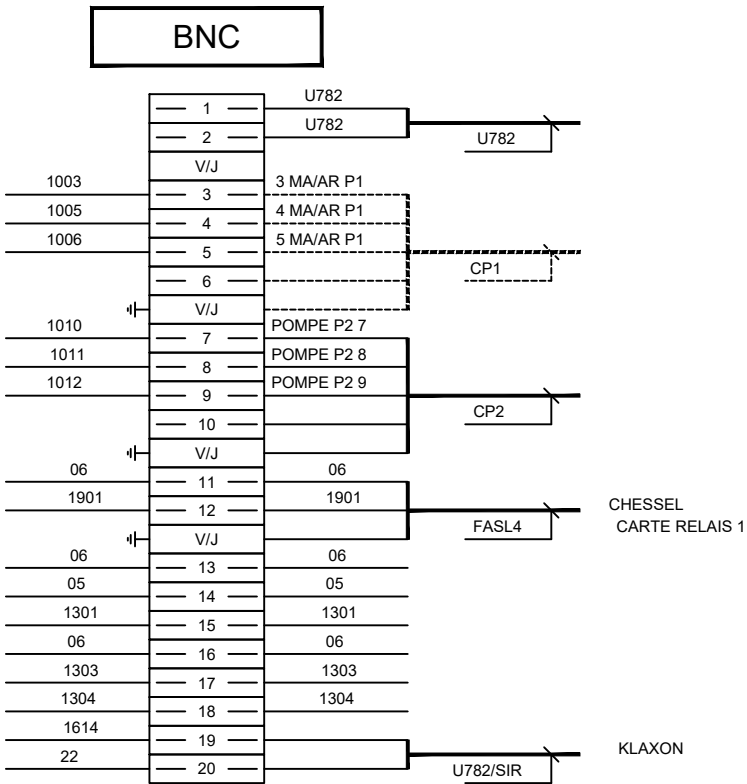 BNC
U782
1
U782
2
U782
V/J
1003 3 3 MA/AR P1
1005 4 4 MA/AR P1
1006 5 5 MA/AR P1
CP1
6
V/J
1010 7 POMPE P2 7
1011 8 POMPE P2 8
1012 9 POMPE P2 9
CP2
10
V/J
06 11 06
1901 12 1901
CHESSEL
CARTE RELAIS 1
FASL4
V/J
06 13 06
05 14 05
1301 15 1301
06 16 06
1303 17 1303
1304 18 1304
1614 19
KLAXON
22 20
U782/SIR